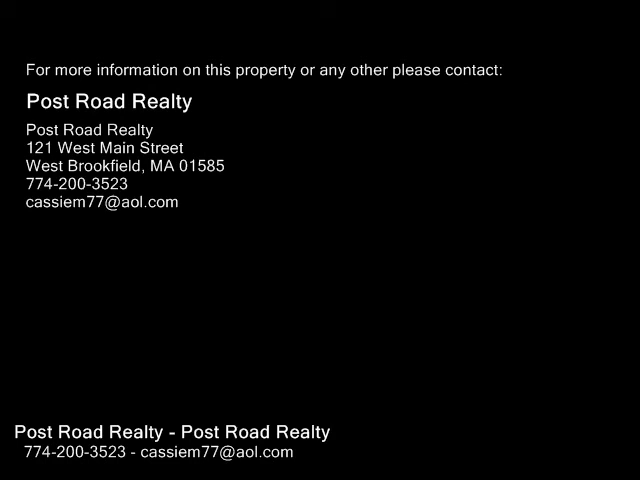 For more information on this property or any other please contact:
Post Road Realty
Post Road Realty
121 West Main Street
West Brookfield, MA 01585
774-200-3523
cassiem77@aol.com
Post Road Realty - Post Road Realty
774-200-3523 - cassiem77@aol.com